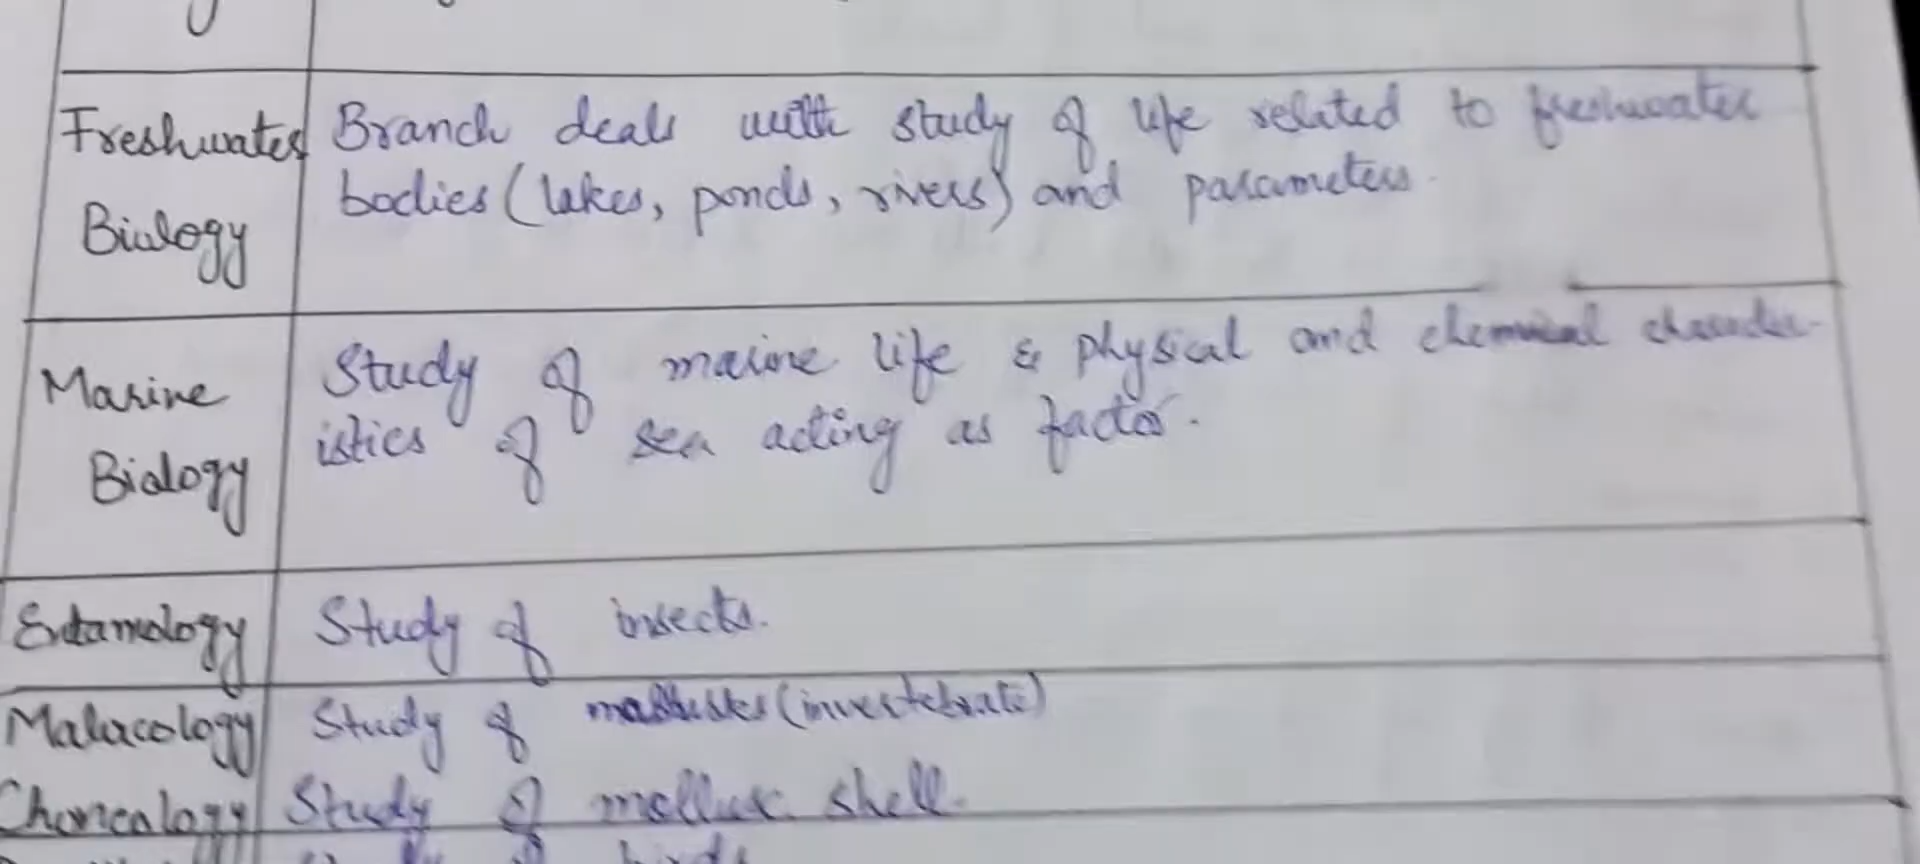 Freshwater Biology
Branch deals with study of life related to freshwater
bodies (lakes, ponds, rivers) and parameters.
Marine Biology
Study of marine life & physical and chemical character-
istics of sea acting as factor.
Entamology
Study of insects.
Malacology
Study of mollusks (invertebrate)
Study of mollusc shell.
birds